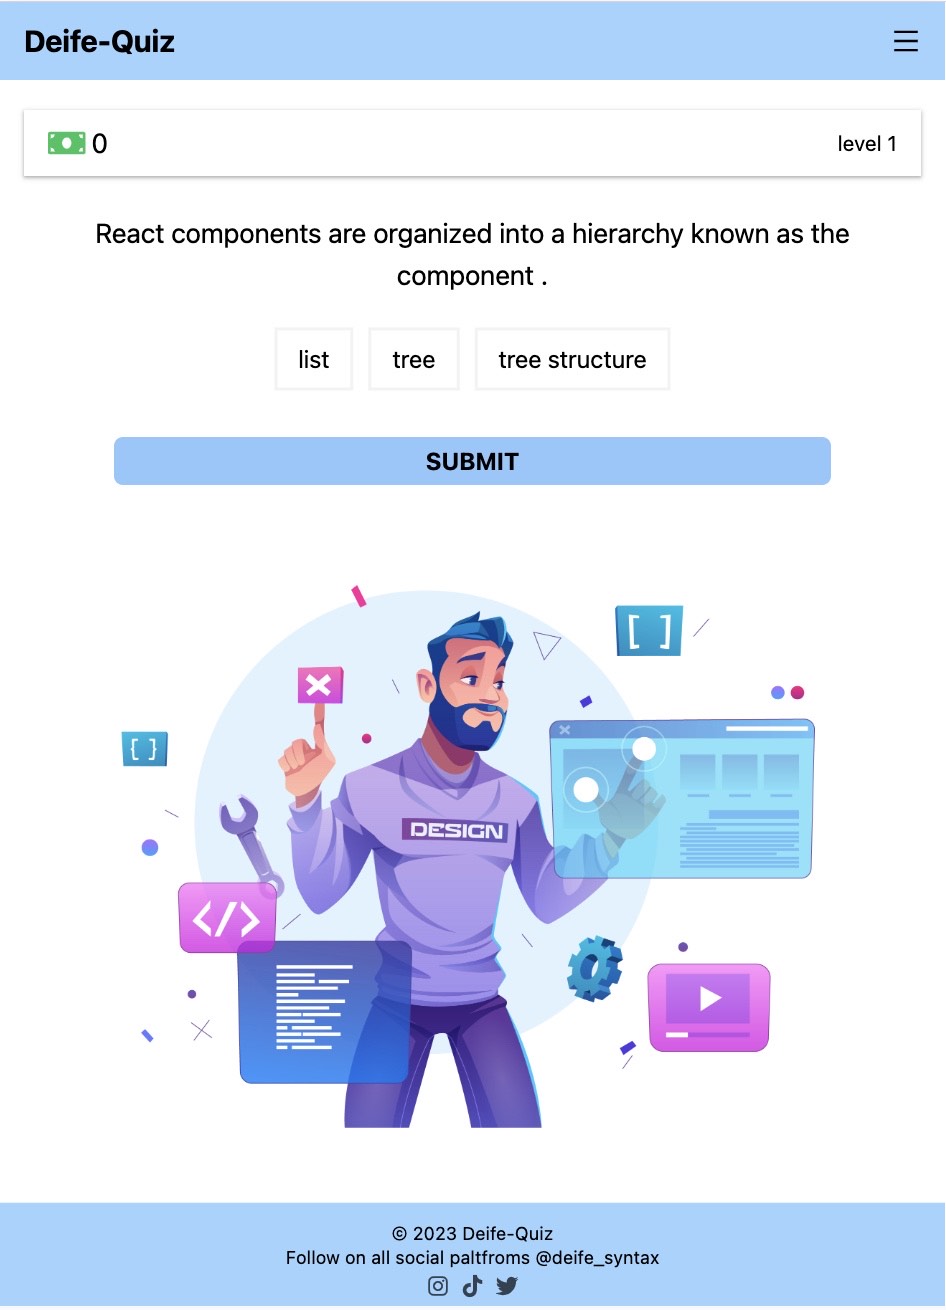 Deife-Quiz
0
level 1
React components are organized into a hierarchy known as the
component .
list
tree
tree structure
SUBMIT
[ ]
{ }
DESIGN
</>
© 2023 Deife-Quiz
Follow on all social paltfroms @deife_syntax